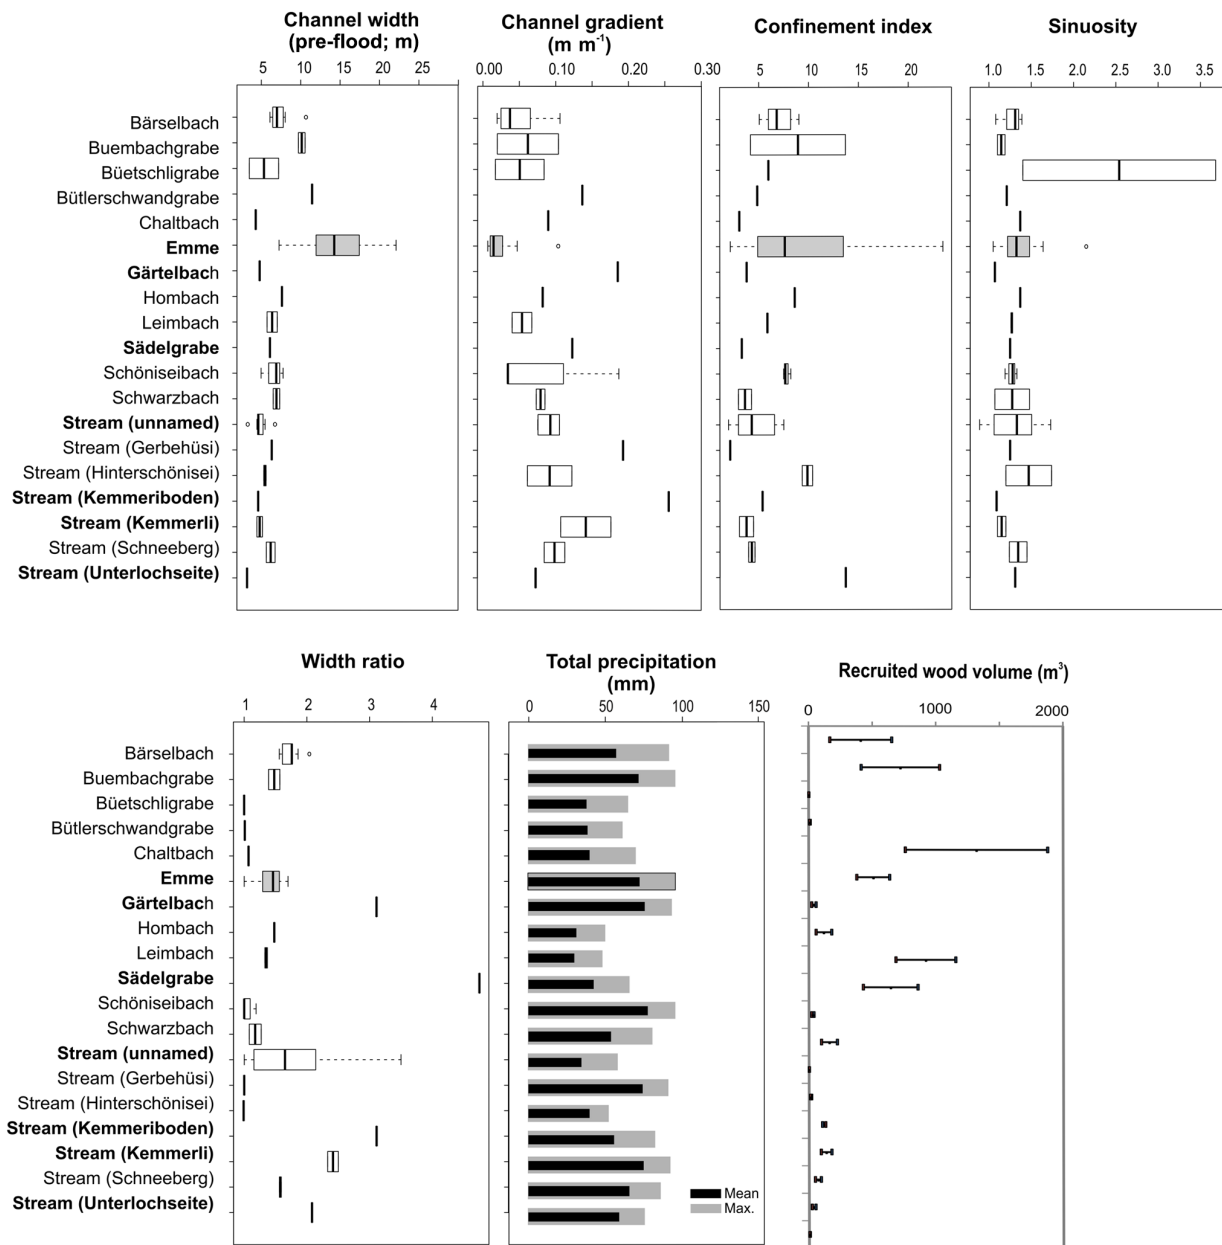 Channel width
(pre-flood; m)
Channel gradient
(m m-1)
Confinement index
Sinuosity
5 10 15 20 25
0.00 0.10 0.20 0.30
5 10 15 20
1.0 1.5 2.0 2.5 3.0 3.5
Bärselbach
Buembachgrabe
Büetschligrabe
Bütlerschwandgrabe
Chaltbach
Emme
Gärtelbach
Hombach
Leimbach
Sädelgrabe
Schöniseibach
Schwarzbach
Stream (unnamed)
Stream (Gerbehüsi)
Stream (Hinterschönisei)
Stream (Kemmeriboden)
Stream (Kemmerli)
Stream (Schneeberg)
Stream (Unterlochseite)
Width ratio
Total precipitation
(mm)
Recruited wood volume (m3)
1 2 3 4
0 50 100 150
0 1000 2000
Bärselbach
Buembachgrabe
Büetschligrabe
Bütlerschwandgrabe
Chaltbach
Emme
Gärtelbach
Hombach
Leimbach
Sädelgrabe
Schöniseibach
Schwarzbach
Stream (unnamed)
Stream (Gerbehüsi)
Stream (Hinterschönisei)
Stream (Kemmeriboden)
Stream (Kemmerli)
Stream (Schneeberg)
Stream (Unterlochseite)
Mean
Max.